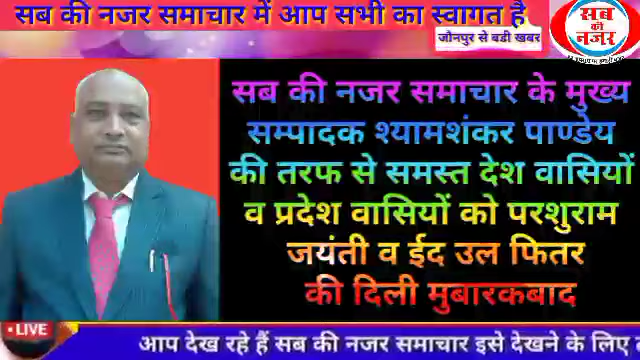 सब की नजर समाचार में आप सभी का स्वागत है
जौनपुर से बडी खबर
सब
की
नजर
सब की नजर समाचार के मुख्य
सम्पादक श्यामशंकर पाण्डेय
की तरफ से समस्त देश वासियों
व प्रदेश वासियों को परशुराम
जयंती व ईद उल फितर
की दिली मुबारकबाद
LIVE
आप देख रहे हैं सब की नजर समाचार इसे देखने के लिए